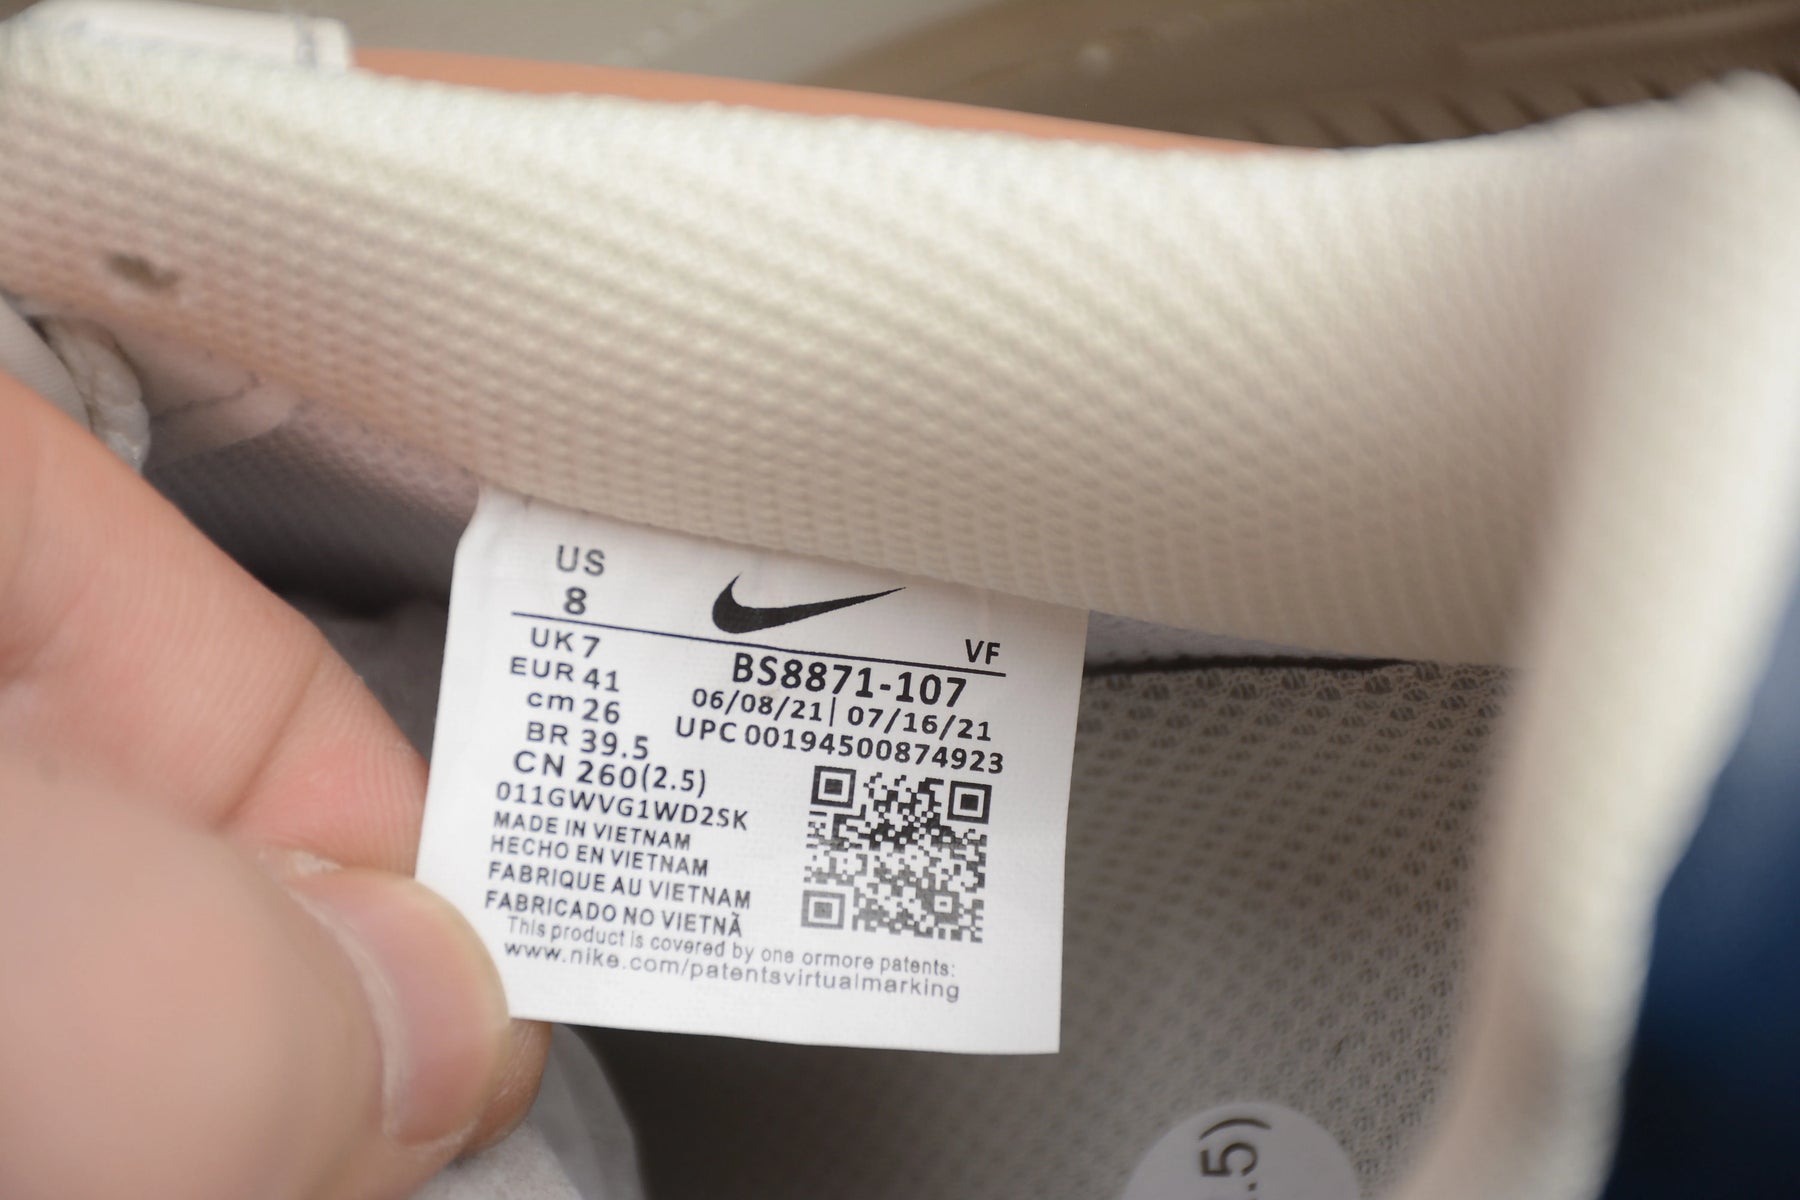 US
8
VF
UK 7
EUR 41
cm 26
BR 39.5
CN 260(2.5)
BS8871-107
06/08/21| 07/16/21
UPC 00194500874923
011GWVG1WD2SK
MADE IN VIETNAM
HECHO EN VIETNAM
FABRIQUE AU VIETNAM
FABRICADO NO VIETNÃ
This product is covered by one ormore patents:
www.nike.com/patentsvirtualmarking
.5)